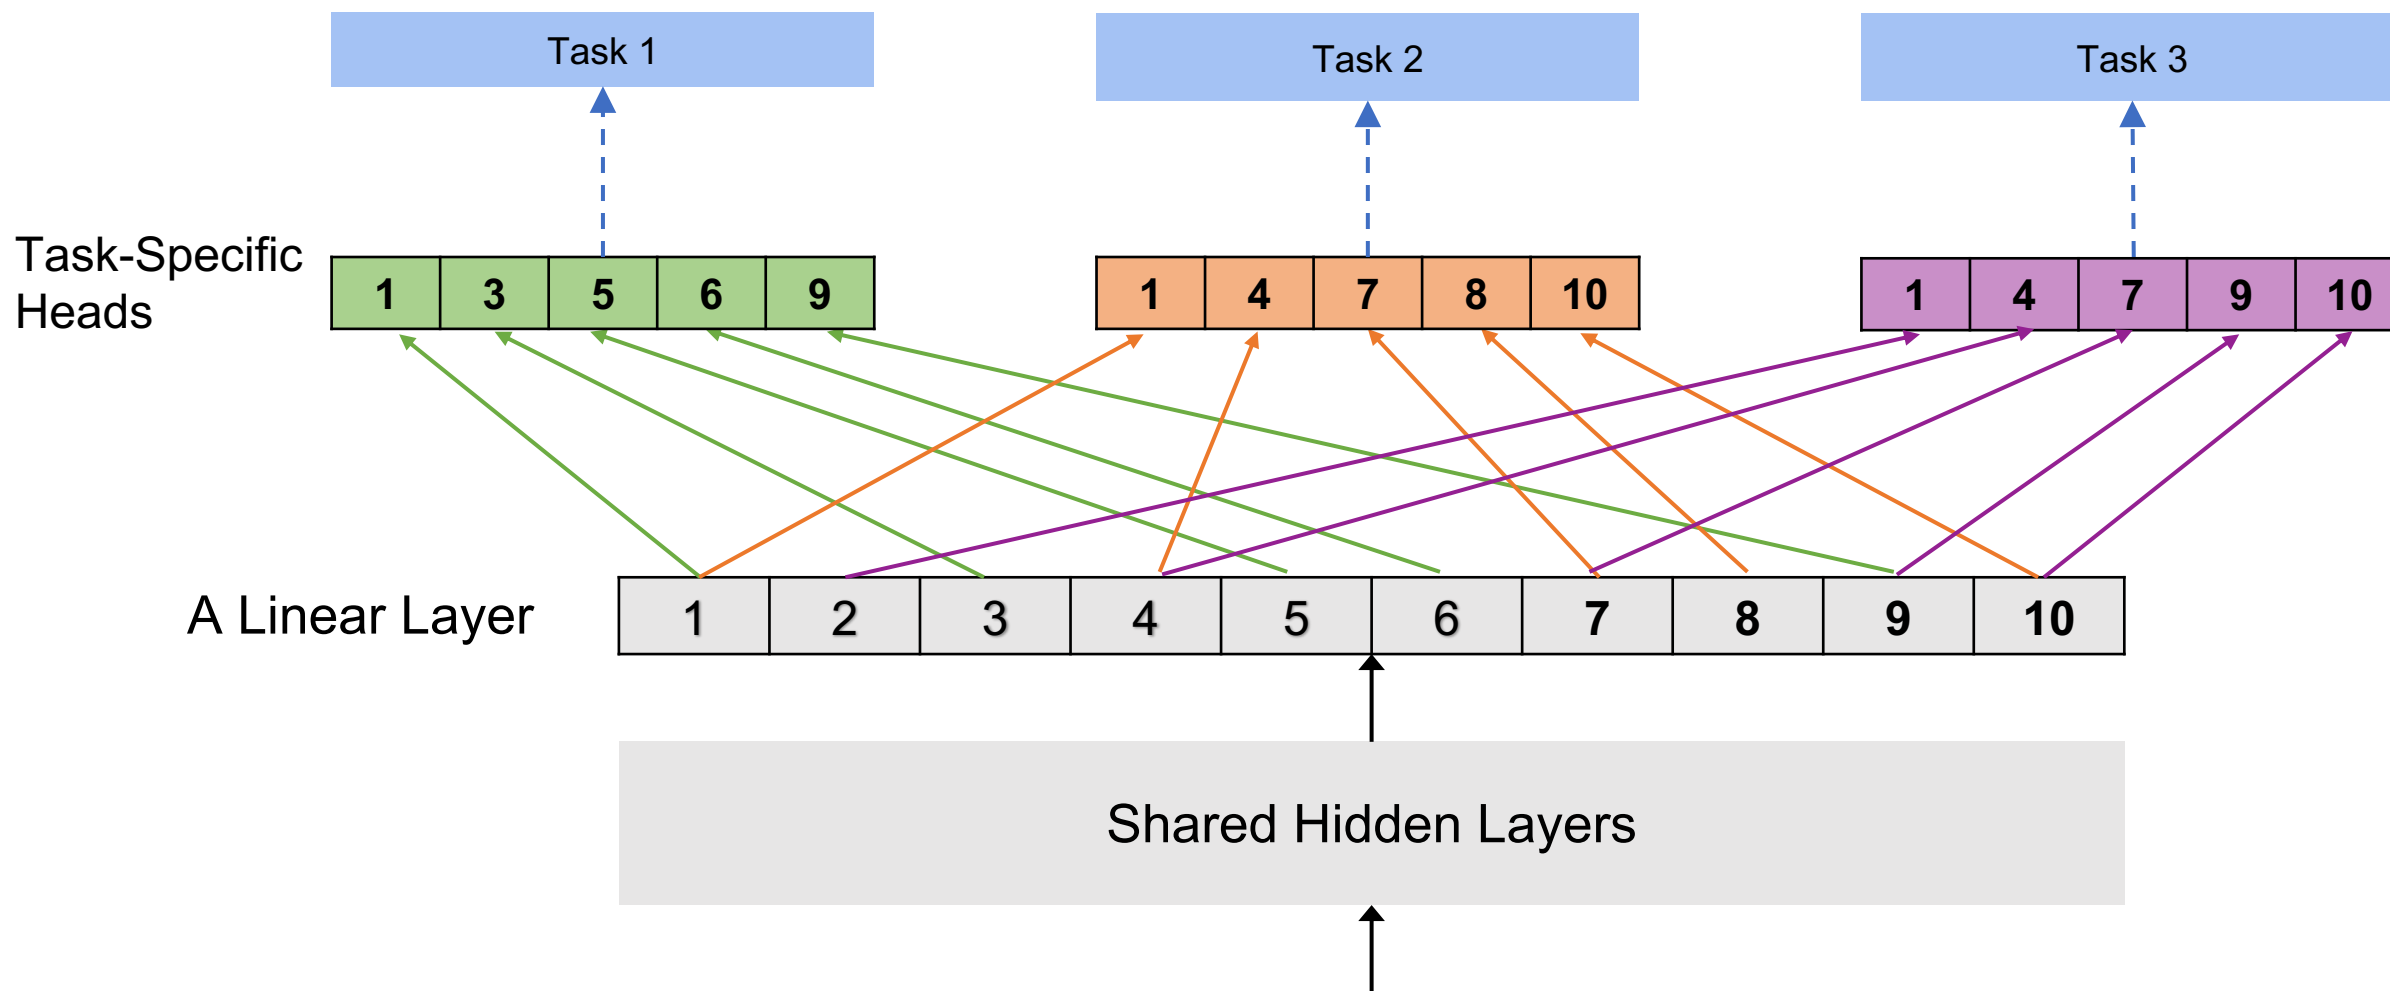 Task 1
Task 2
Task 3
Task-Specific
Heads
1 3 5 6 9
1 4 7 8 10
1 4 7 9 10
A Linear Layer
1 2 3 4 5 6 7 8 9 10
Shared Hidden Layers